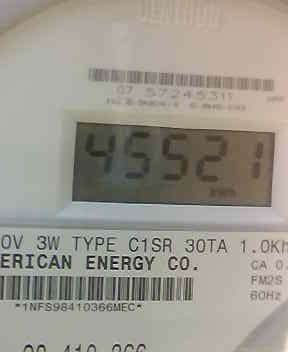 CENTRON
07 57245311
45521
kWh
0V 3W TYPE C1SR 30TA 1.0Kh
ERICAN ENERGY CO.
CA 0.
FM2S
60Hz
*1NFS98410366MEC*